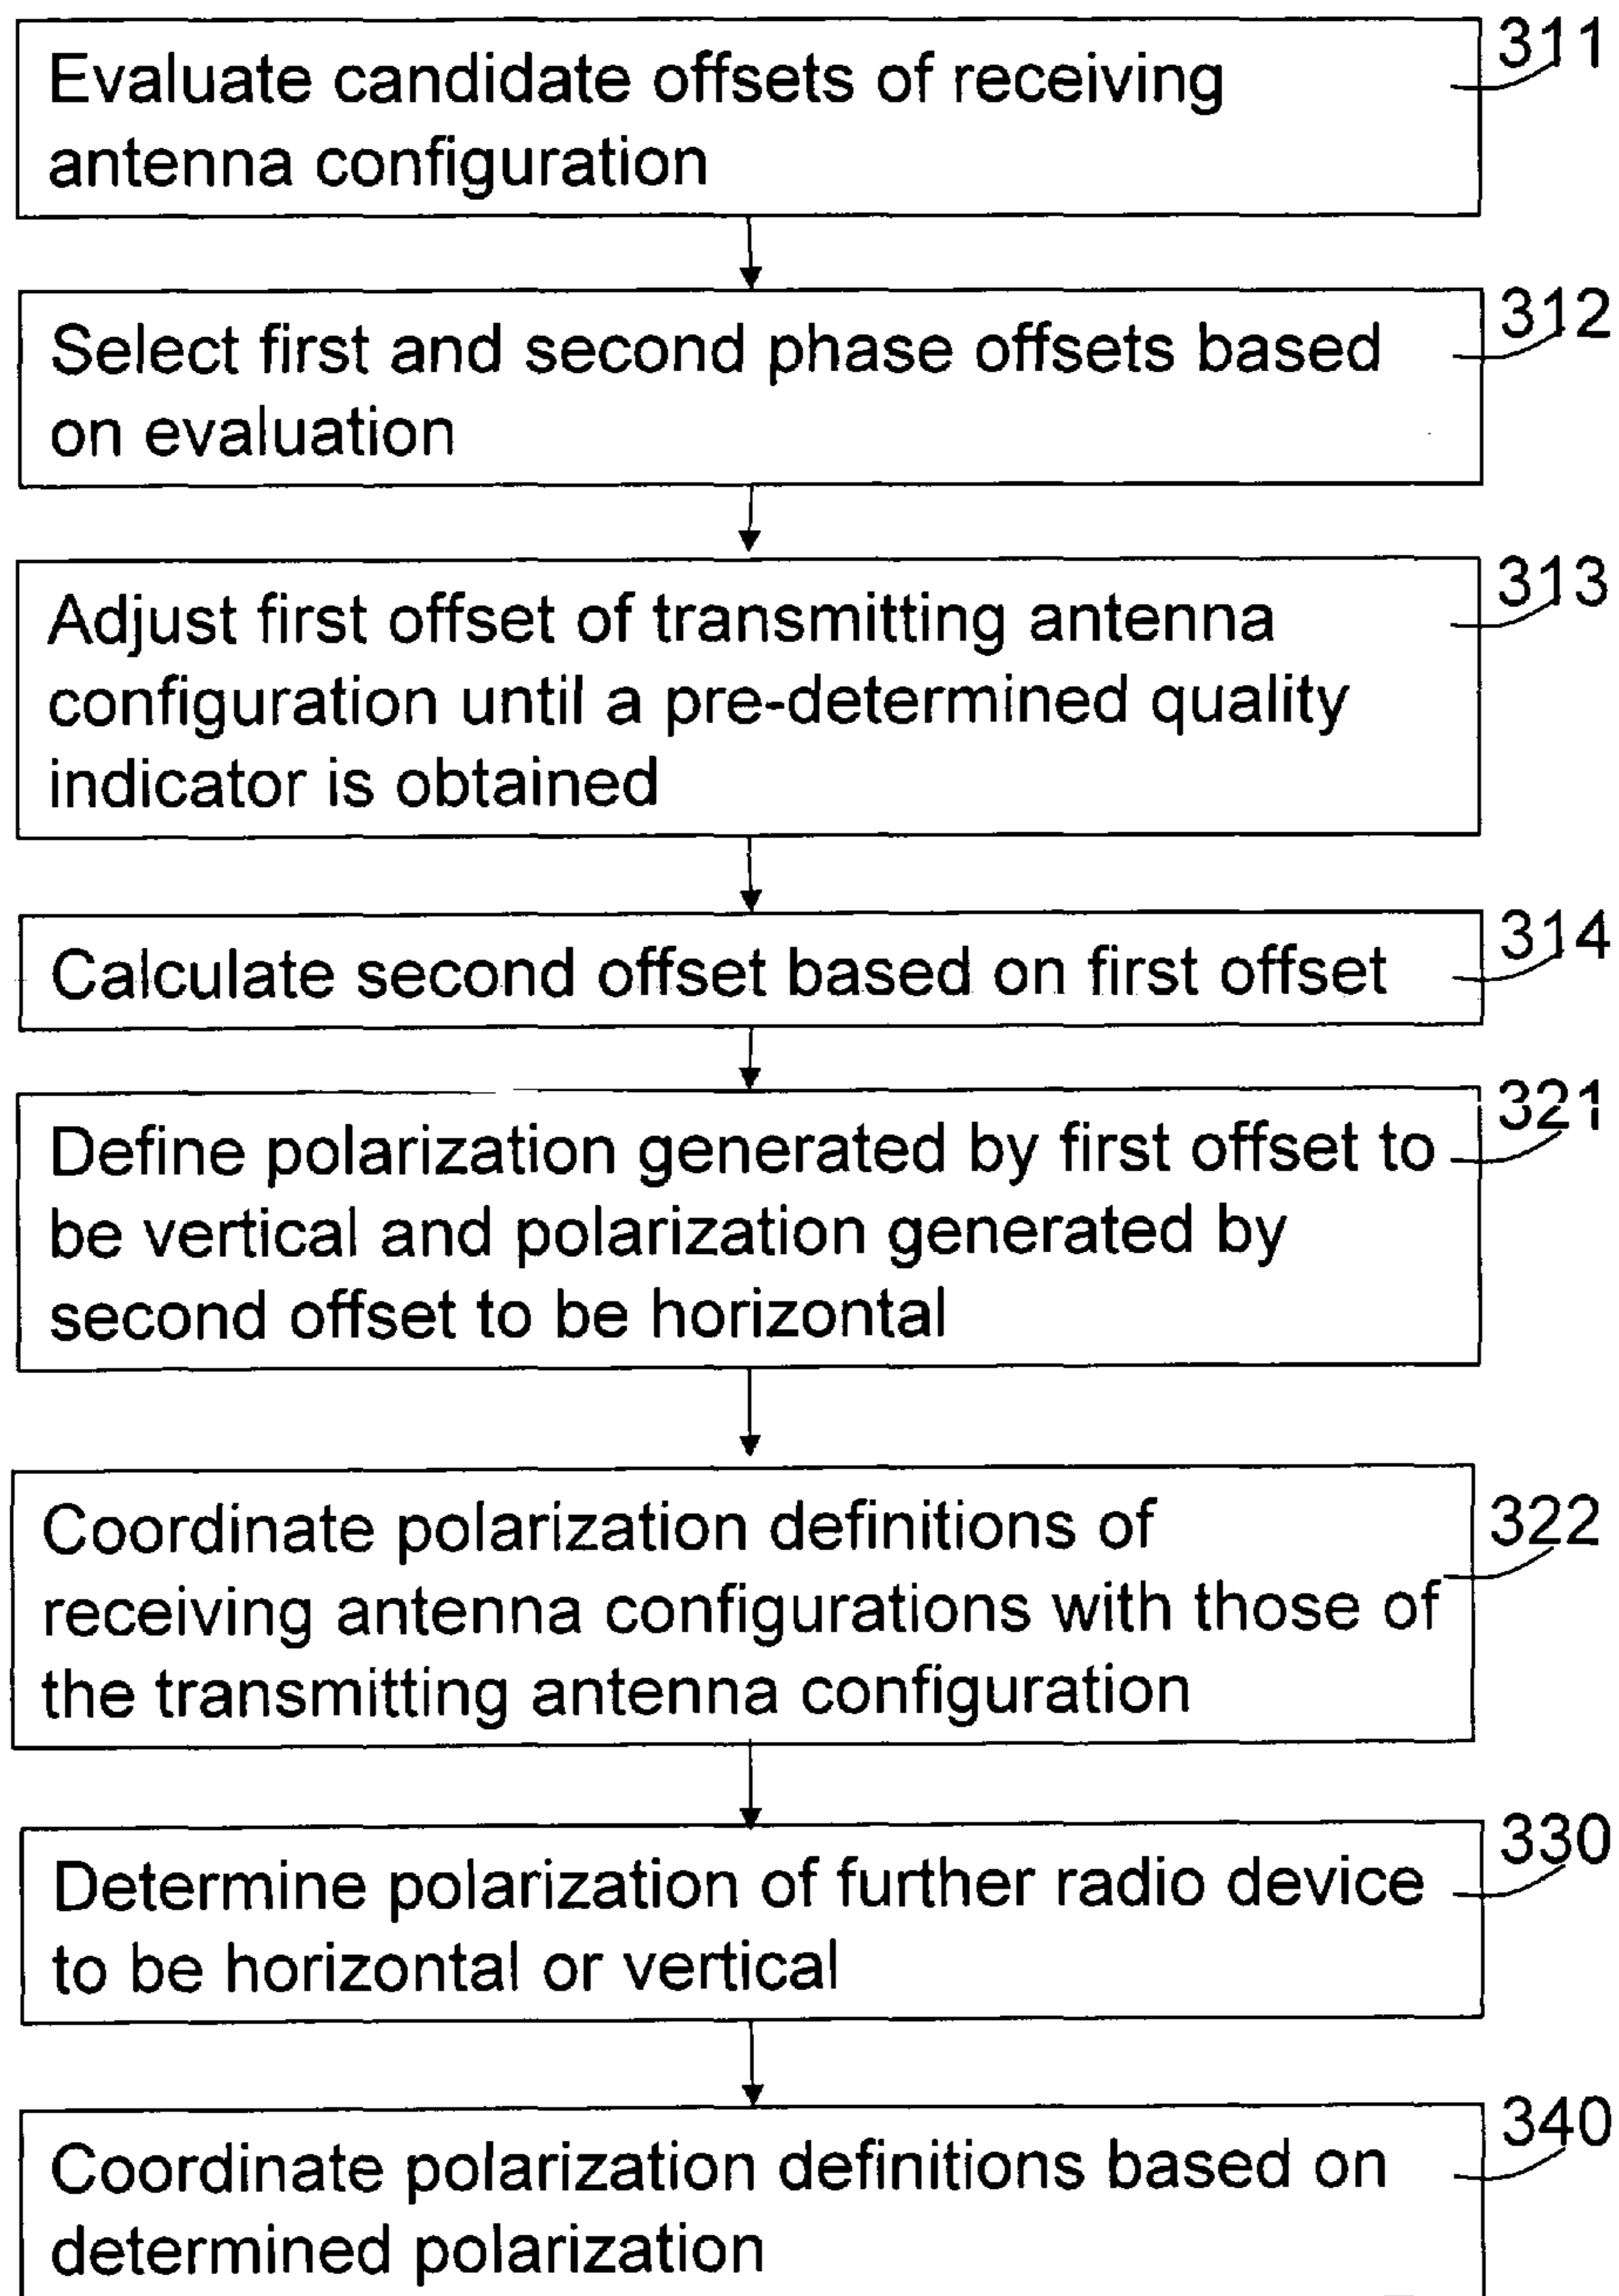 311
Evaluate candidate offsets of receiving
antenna configuration
312
Select first and second phase offsets based
on evaluation
313
Adjust first offset of transmitting antenna
configuration until a pre-determined quality
indicator is obtained
314
Calculate second offset based on first offset
321
Define polarization generated by first offset to
be vertical and polarization generated by
second offset to be horizontal
322
Coordinate polarization definitions of
receiving antenna configurations with those of
the transmitting antenna configuration
330
Determine polarization of further radio device
to be horizontal or vertical
340
Coordinate polarization definitions based on
determined polarization